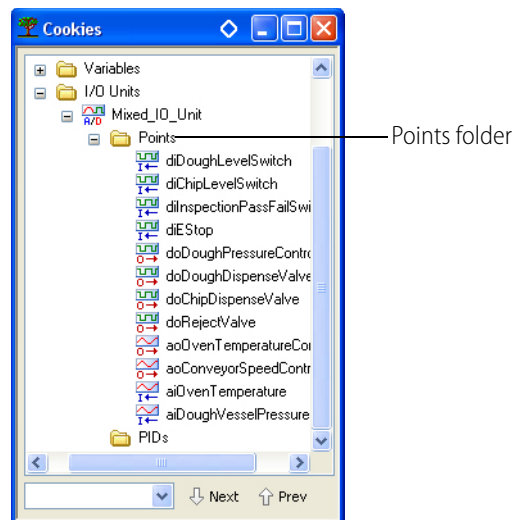 Cookies
Variables
I/O Units
A/D Mixed_IO_Unit
Points
Points folder
I diDoughLevelSwitch
I diChipLevelSwitch
I diInspectionPassFailSwi
I diEStop
O doDoughPressureContro
O doDoughDispenseValve
O doChipDispenseValve
O doRejectValve
O aoOvenTemperatureCon
O aoConveyorSpeedContr
I aiOvenTemperature
I aiDoughVesselPressure
PIDs
Next Prev